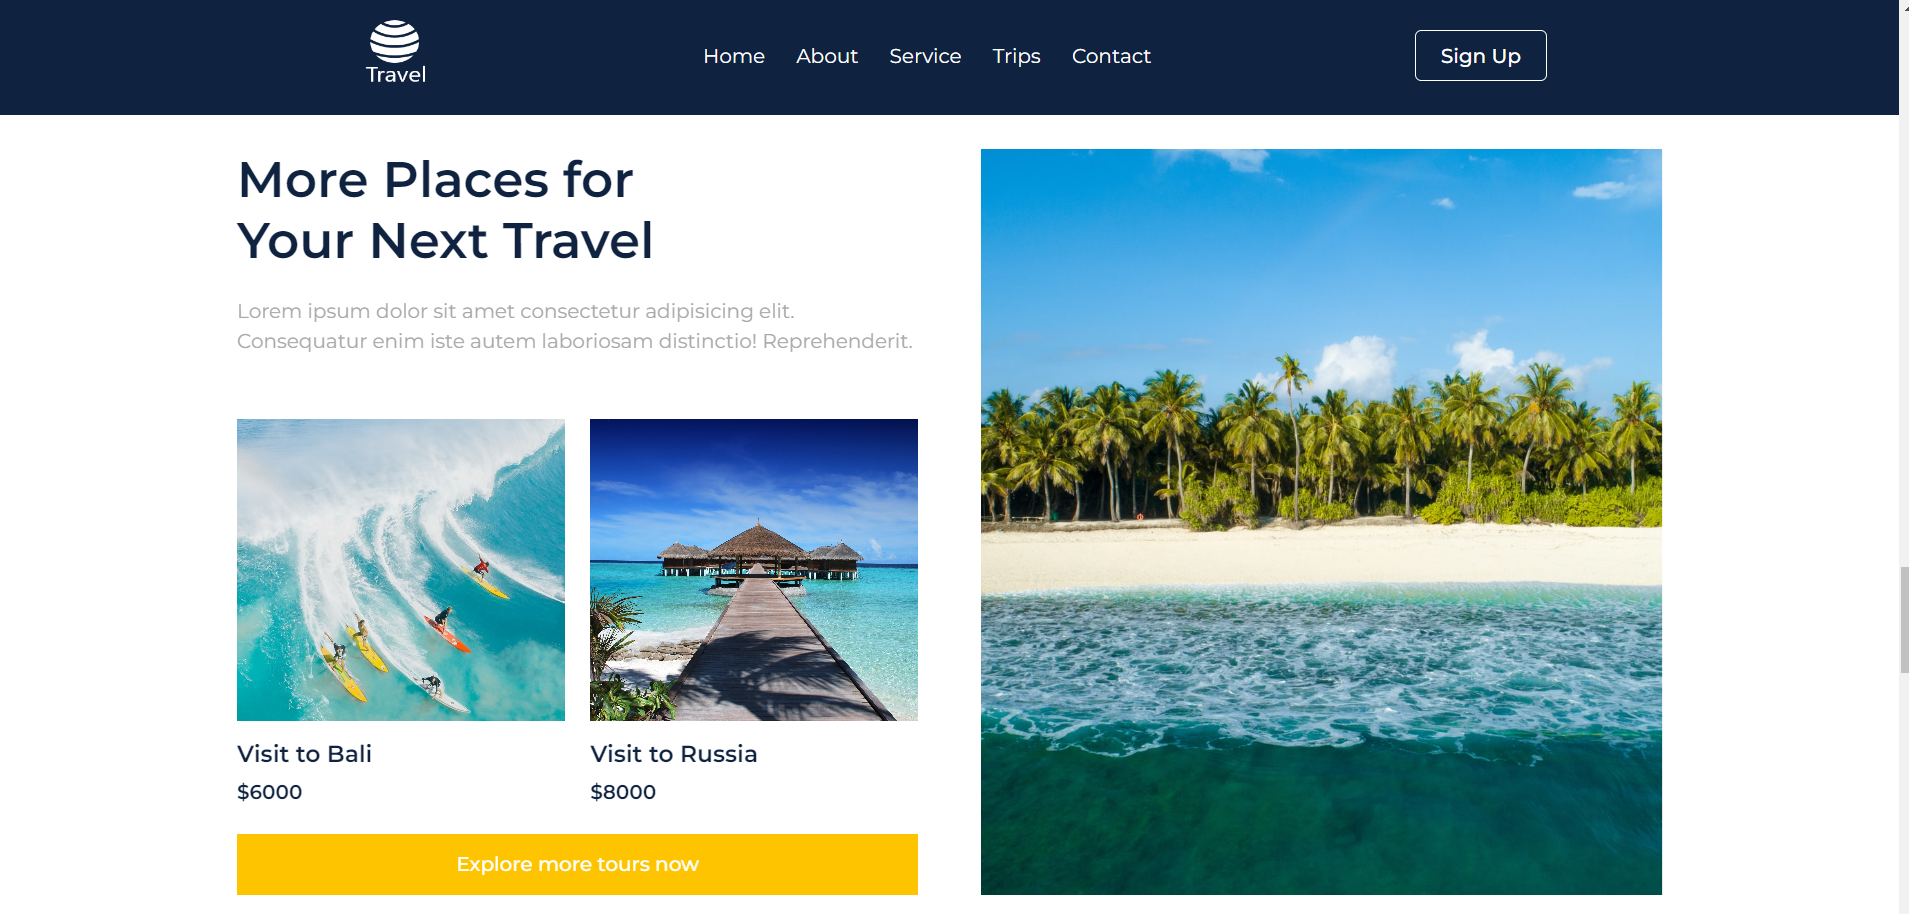 Travel
Home About Service Trips Contact
Sign Up
More Places for
Your Next Travel
Lorem ipsum dolor sit amet consectetur adipisicing elit.
Consequatur enim iste autem laboriosam distinctio! Reprehenderit.
Visit to Bali
$6000
Visit to Russia
$8000
Explore more tours now